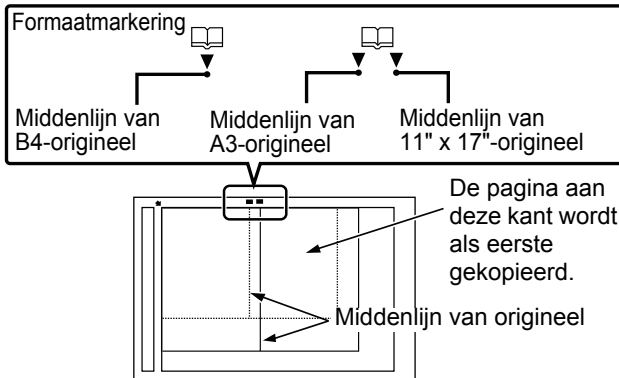 Formaatmarkering
Middenlijn van
B4-origineel
Middenlijn van
A3-origineel
Middenlijn van
11" x 17"-origineel
De pagina aan
deze kant wordt
als eerste
gekopieerd.
Middenlijn van origineel